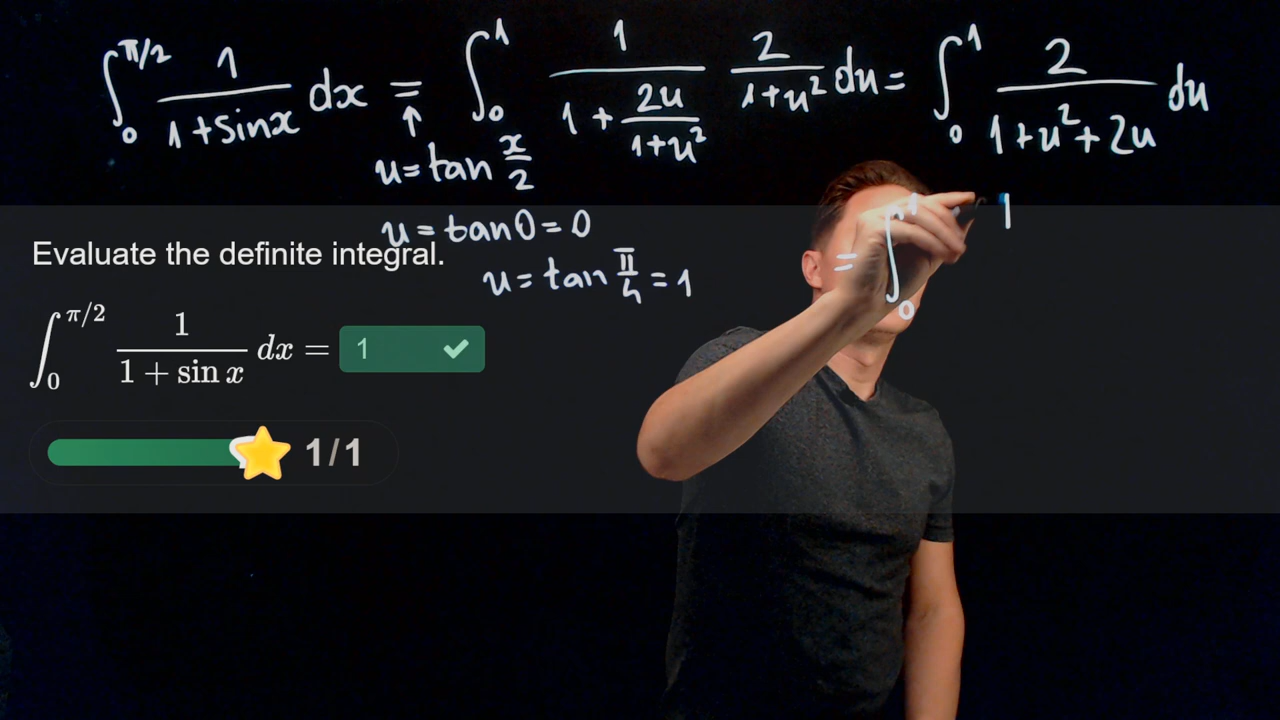 ∫₀^{π/2} 1/(1+sinx) dx = ∫₀¹ 1/(1 + 2u/(1+u²)) 2/(1+u²) du = ∫₀¹ 2/(1+u²+2u) du
↑
u=tan x/2
u = tan0 = 0
u = tan π/4 = 1
= ∫₀¹ 1
Evaluate the definite integral.
∫₀^{π/2} 1/(1 + sin x) dx = 1 ✔
1/1